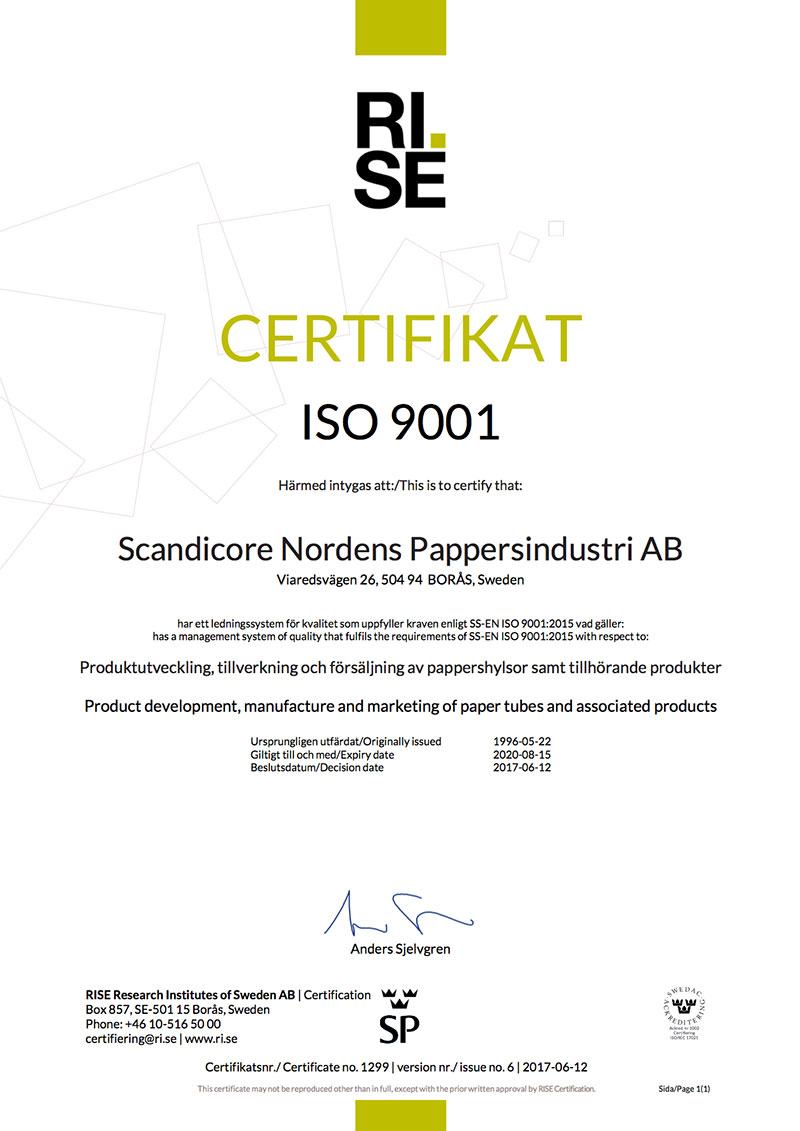 RI.
SE
CERTIFIKAT
ISO 9001
Härmed intygas att:/This is to certify that:
Scandicore Nordens Pappersindustri AB
Viaredsvägen 26, 504 94 BORÅS, Sweden
har ett ledningssystem för kvalitet som uppfyller kraven enligt SS-EN ISO 9001:2015 vad gäller:
has a management system of quality that fulfils the requirements of SS-EN ISO 9001:2015 with respect to:
Produktutveckling, tillverkning och försäljning av pappershylsor samt tillhörande produkter
Product development, manufacture and marketing of paper tubes and associated products
Ursprungligen utfärdat/Originally issued 1996-05-22
Giltigt till och med/Expiry date 2020-08-15
Beslutsdatum/Decision date 2017-06-12
Anders Sjelvgren
RISE Research Institutes of Sweden AB | Certification
Box 857, SE-501 15 Borås, Sweden
Phone: +46 10-516 50 00
certifiering@ri.se | www.ri.se
SP
SWEDAC
ACKREDITERING
Ackred. nr 1002
Certifiering
ISO/IEC 17021
Certifikatsnr./ Certificate no. 1299 | version nr./ issue no. 6 | 2017-06-12
This certificate may not be reproduced other than in full, except with the prior written approval by RISE Certification.
Sida/Page 1(1)